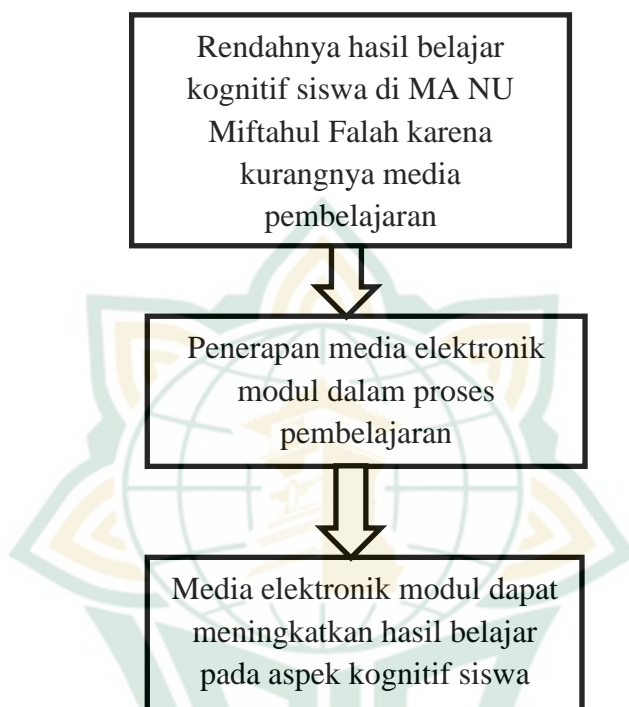 Rendahnya hasil belajar
kognitif siswa di MA NU
Miftahul Falah karena
kurangnya media
pembelajaran
Penerapan media elektronik
modul dalam proses
pembelajaran
Media elektronik modul dapat
meningkatkan hasil belajar
pada aspek kognitif siswa